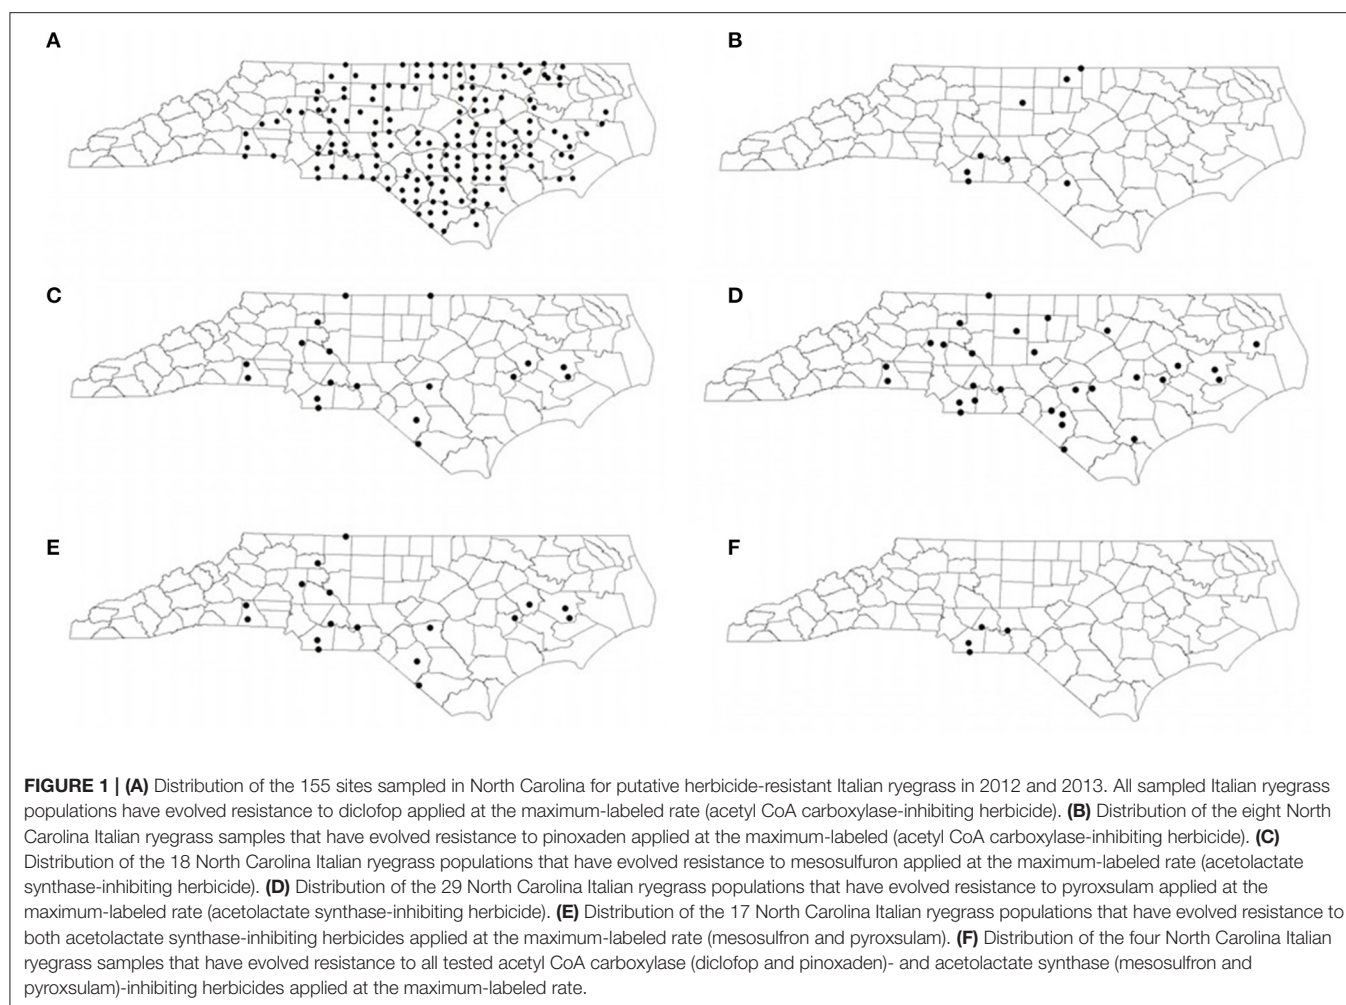 A
B
C
D
E
F
FIGURE 1 | (A) Distribution of the 155 sites sampled in North Carolina for putative herbicide-resistant Italian ryegrass in 2012 and 2013. All sampled Italian ryegrass
populations have evolved resistance to diclofop applied at the maximum-labeled rate (acetyl CoA carboxylase-inhibiting herbicide). (B) Distribution of the eight North
Carolina Italian ryegrass samples that have evolved resistance to pinoxaden applied at the maximum-labeled (acetyl CoA carboxylase-inhibiting herbicide). (C)
Distribution of the 18 North Carolina Italian ryegrass populations that have evolved resistance to mesosulfuron applied at the maximum-labeled rate (acetolactate
synthase-inhibiting herbicide). (D) Distribution of the 29 North Carolina Italian ryegrass populations that have evolved resistance to pyroxsulam applied at the
maximum-labeled rate (acetolactate synthase-inhibiting herbicide). (E) Distribution of the 17 North Carolina Italian ryegrass populations that have evolved resistance to
both acetolactate synthase-inhibiting herbicides applied at the maximum-labeled rate (mesosulfron and pyroxsulam). (F) Distribution of the four North Carolina Italian
ryegrass samples that have evolved resistance to all tested acetyl CoA carboxylase (diclofop and pinoxaden)- and acetolactate synthase (mesosulfron and
pyroxsulam)-inhibiting herbicides applied at the maximum-labeled rate.